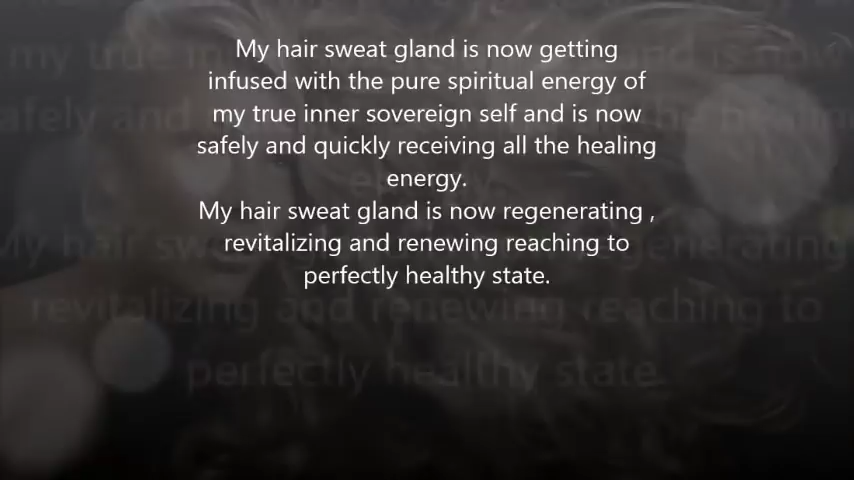 My hair sweat gland is now getting
infused with the pure spiritual energy of
my true inner sovereign self and is now
safely and quickly receiving all the healing
energy.
My hair sweat gland is now regenerating ,
revitalizing and renewing reaching to
perfectly healthy state.